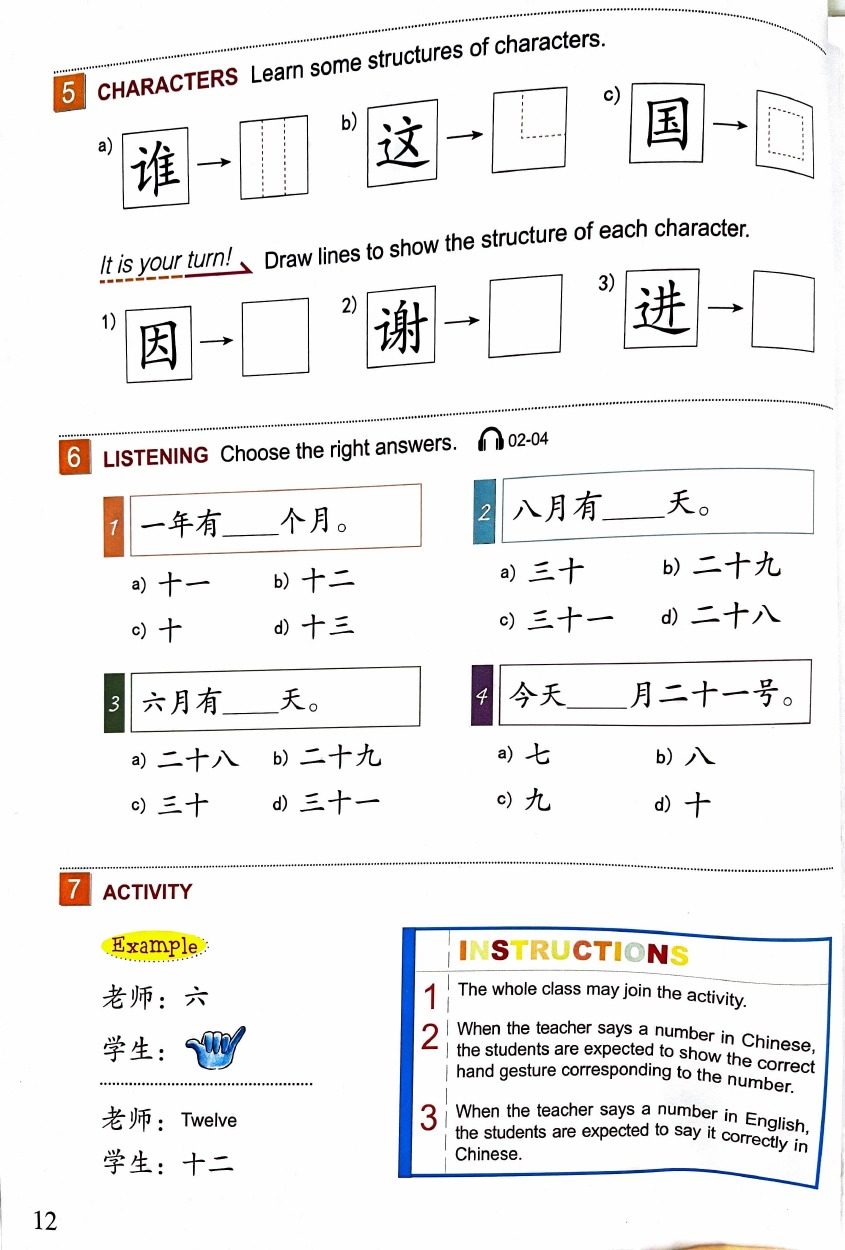 5 CHARACTERS Learn some structures of characters.
a) 谁 → b) 这 → c) 国 →
It is your turn! Draw lines to show the structure of each character.
1) 因 → 2) 谢 → 3) 进 →
6 LISTENING Choose the right answers. 02-04
1 一年有____个月。
a) 十一 b) 十二
c) 十 d) 十三
2 八月有____天。
a) 三十 b) 二十九
c) 三十一 d) 二十八
3 六月有____天。
a) 二十八 b) 二十九
c) 三十 d) 三十一
4 今天____月二十一号。
a) 七 b) 八
c) 九 d) 十
7 ACTIVITY
Example
老师：六
学生：
老师：Twelve
学生：十二
INSTRUCTIONS
1 The whole class may join the activity.
2 When the teacher says a number in Chinese,
the students are expected to show the correct
hand gesture corresponding to the number.
3 When the teacher says a number in English,
the students are expected to say it correctly in
Chinese.
12